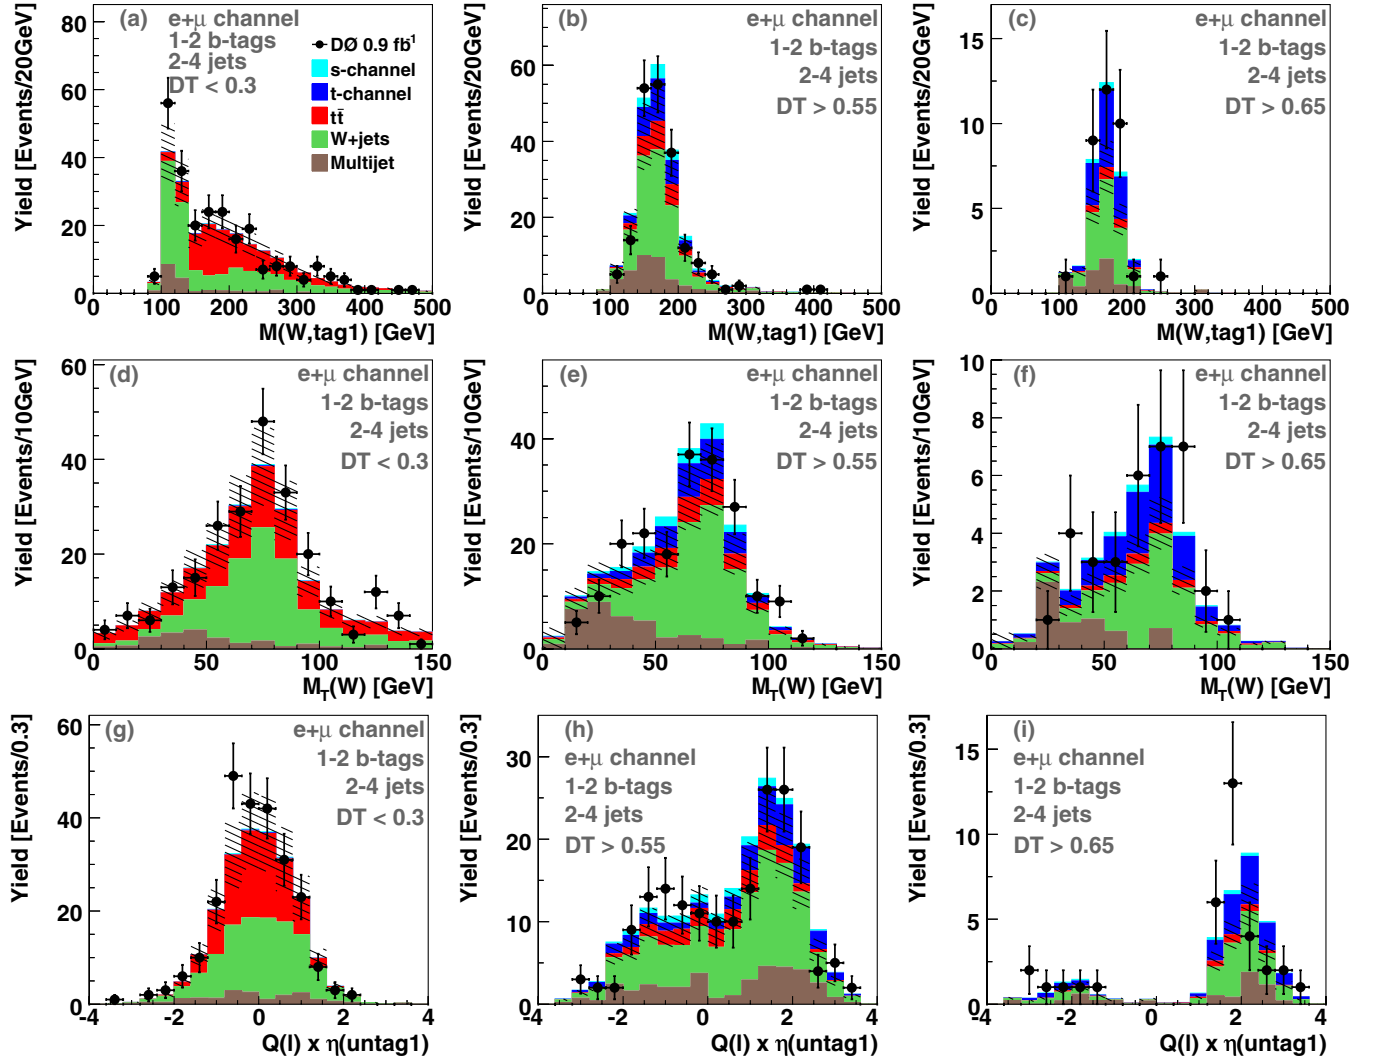 (a)
e+μ channel
1-2 b-tags
2-4 jets
DT < 0.3
DØ 0.9 fb⁻¹
s-channel
t-channel
tt̄
W+jets
Multijet
Yield [Events/20GeV]
80
60
40
20
0
0 100 200 300 400 500
M(W,tag1) [GeV]
(b)
e+μ channel
1-2 b-tags
2-4 jets
DT > 0.55
Yield [Events/20GeV]
60
40
20
0
0 100 200 300 400 500
M(W,tag1) [GeV]
(c)
e+μ channel
1-2 b-tags
2-4 jets
DT > 0.65
Yield [Events/20GeV]
15
10
5
0
0 100 200 300 400 500
M(W,tag1) [GeV]
(d)
e+μ channel
1-2 b-tags
2-4 jets
DT < 0.3
Yield [Events/10GeV]
60
40
20
0
0 50 100 150
M_T(W) [GeV]
(e)
e+μ channel
1-2 b-tags
2-4 jets
DT > 0.55
Yield [Events/10GeV]
40
20
0
0 50 100 150
M_T(W) [GeV]
(f)
e+μ channel
1-2 b-tags
2-4 jets
DT > 0.65
Yield [Events/10GeV]
10
8
6
4
2
0
0 50 100 150
M_T(W) [GeV]
(g)
e+μ channel
1-2 b-tags
2-4 jets
DT < 0.3
Yield [Events/0.3]
60
40
20
0
-4 -2 0 2 4
Q(l) x η(untag1)
(h)
e+μ channel
1-2 b-tags
2-4 jets
DT > 0.55
Yield [Events/0.3]
30
20
10
0
-4 -2 0 2 4
Q(l) x η(untag1)
(i)
e+μ channel
1-2 b-tags
2-4 jets
DT > 0.65
Yield [Events/0.3]
15
10
5
0
-4 -2 0 2 4
Q(l) x η(untag1)